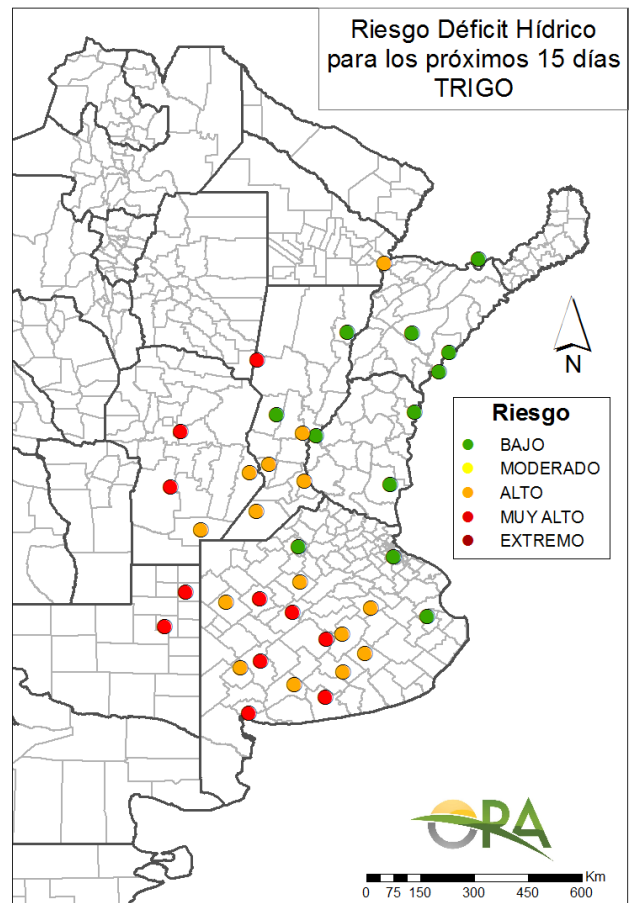 Riesgo Déficit Hídrico
para los próximos 15 días
TRIGO
N
Riesgo
BAJO
MODERADO
ALTO
MUY ALTO
EXTREMO
OPA
Km
0 75 150 300 450 600